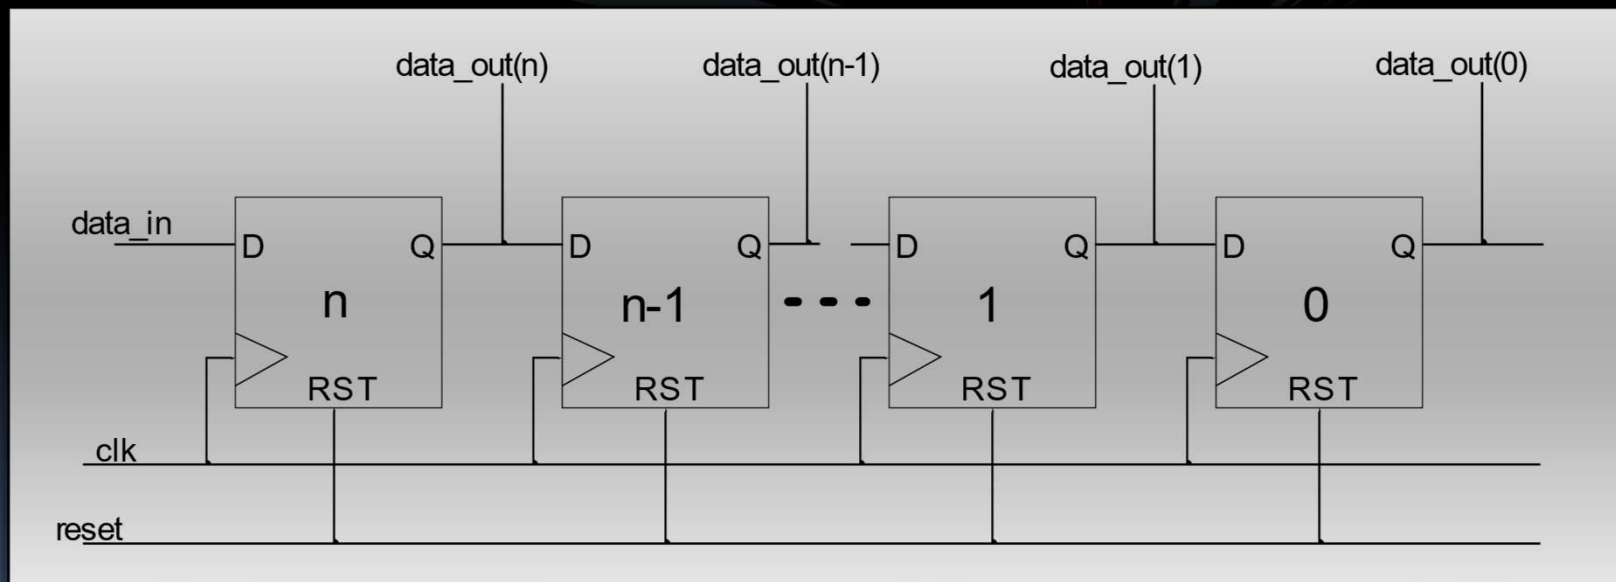 data_out(n) data_out(n-1) data_out(1) data_out(0)
data_in D Q D Q D Q D Q
n n-1 1 0
RST RST RST RST
clk
reset